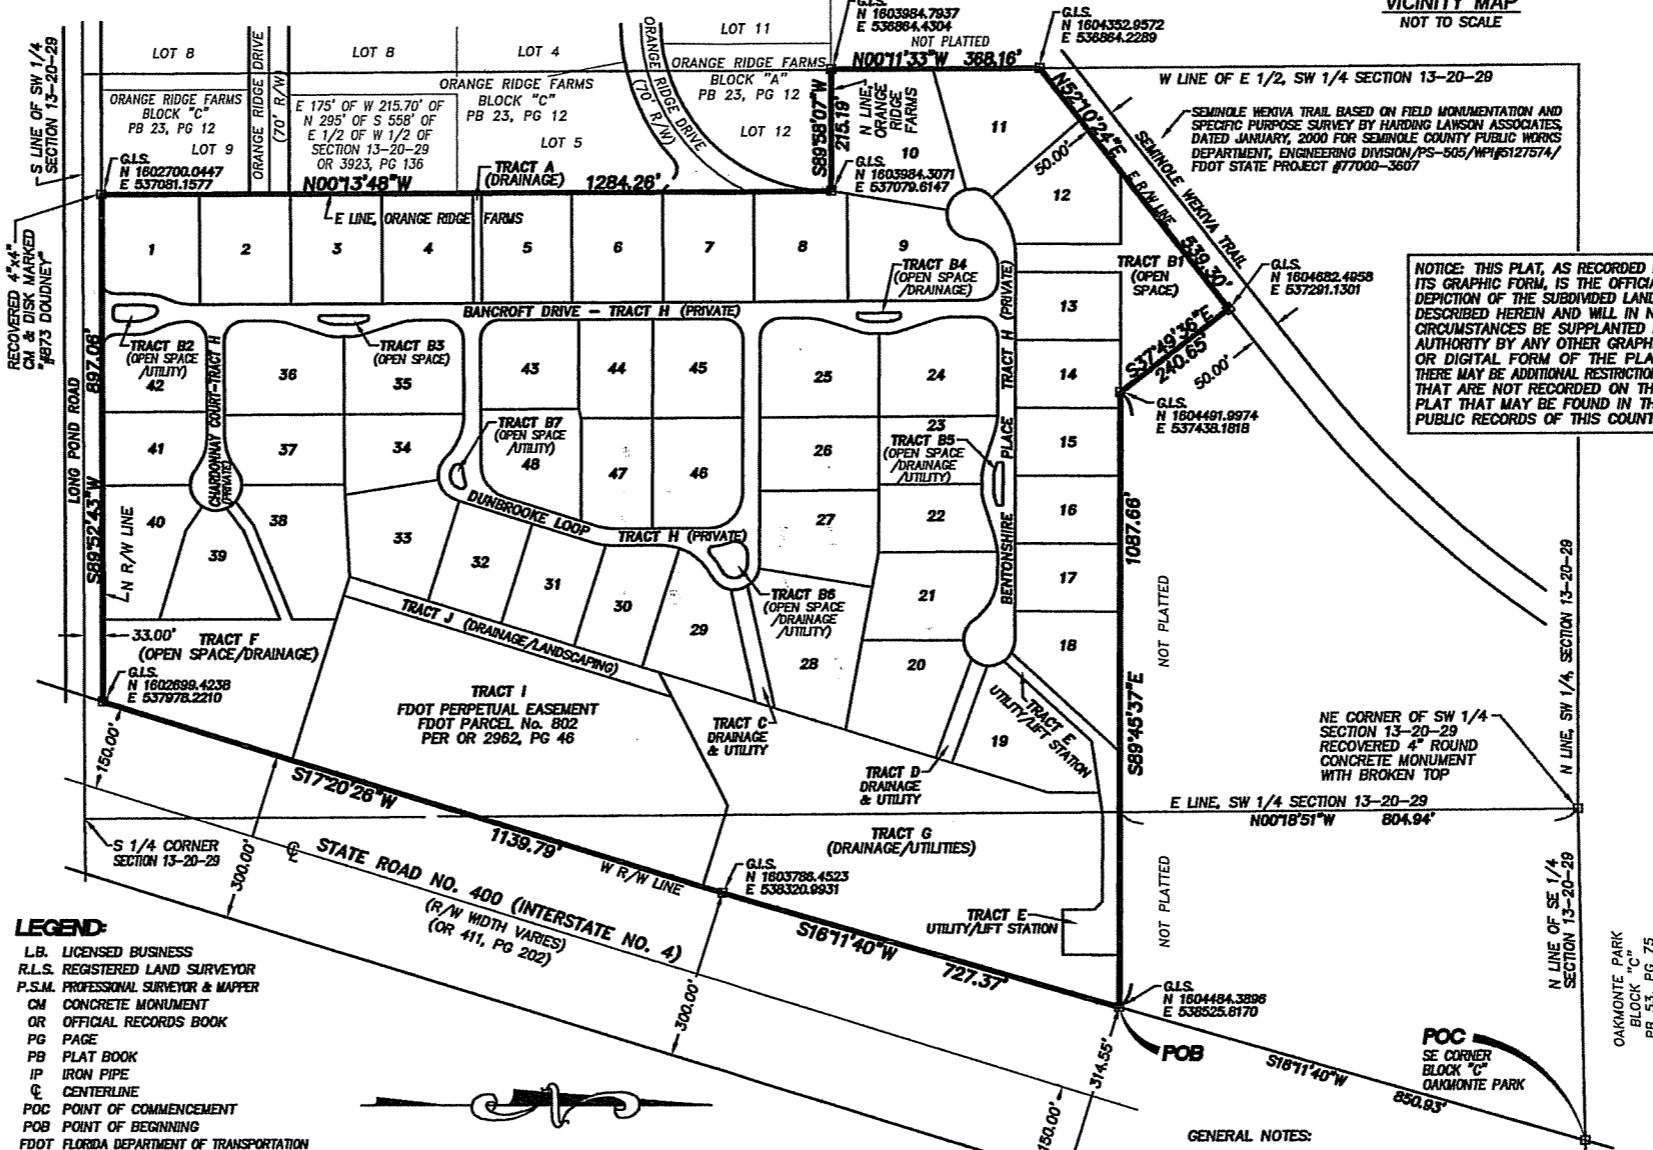 VICINITY MAP
NOT TO SCALE
G.I.S.
N 1603984.7937
E 536864.4304
G.I.S.
N 1604352.9572
E 536864.2289
NOT PLATTED
N00°11'33"W 368.16'
W LINE OF E 1/2, SW 1/4 SECTION 13-20-29
S LINE OF SW 1/4
SECTION 13-20-29
LOT 8
ORANGE RIDGE DRIVE
(70' R/W)
LOT 8
LOT 4
ORANGE RIDGE DRIVE
(70' R/W)
LOT 11
ORANGE RIDGE FARMS
BLOCK "C"
PB 23, PG 12
LOT 9
E 175' OF W 215.70' OF
N 295' OF S 558' OF
E 1/2 OF W 1/2 OF
SECTION 13-20-29
OR 3923, PG 136
ORANGE RIDGE FARMS
BLOCK "C"
PB 23, PG 12
LOT 5
ORANGE RIDGE FARMS
BLOCK "A"
PB 23, PG 12
LOT 12
S89°58'07"W
215.19'
N LINE,
ORANGE
RIDGE
FARMS
10
11
12
N52°10'24"E
539.30'
E R/W LINE
50.00'
SEMINOLE WEKIVA TRAIL
SEMINOLE WEKIVA TRAIL BASED ON FIELD MONUMENTATION AND
SPECIFIC PURPOSE SURVEY BY HARDING LAWSON ASSOCIATES,
DATED JANUARY, 2000 FOR SEMINOLE COUNTY PUBLIC WORKS
DEPARTMENT, ENGINEERING DIVISION/PS-505/WPI#5127574/
FDOT STATE PROJECT #77000-3607
G.I.S.
N 1602700.0447
E 537081.1577
N00°13'48"W
TRACT A
(DRAINAGE)
1284.26'
G.I.S.
N 1603984.3071
E 537079.6147
E LINE, ORANGE RIDGE FARMS
RECOVERED 4"x4"
CM & DISK MARKED
"#873 DOUDNEY"
1
2
3
4
5
6
7
8
9
TRACT B4
(OPEN SPACE
/DRAINAGE)
TRACT B1
(OPEN
SPACE)
G.I.S.
N 1604682.4958
E 537291.1301
NOTICE: THIS PLAT, AS RECORDED
ITS GRAPHIC FORM, IS THE OFFICIA
DEPICTION OF THE SUBDIVIDED LAND
DESCRIBED HEREIN AND WILL IN N
CIRCUMSTANCES BE SUPPLANTED
AUTHORITY BY ANY OTHER GRAPH
OR DIGITAL FORM OF THE PLA
THERE MAY BE ADDITIONAL RESTRICTION
THAT ARE NOT RECORDED ON TH
PLAT THAT MAY BE FOUND IN TH
PUBLIC RECORDS OF THIS COUNT
BANCROFT DRIVE - TRACT H (PRIVATE)
13
S37°49'36"E
240.65'
50.00'
TRACT B2
(OPEN SPACE
/UTILITY)
42
TRACT B3
(OPEN SPACE)
36
35
43
44
45
25
24
14
G.I.S.
N 1604491.9974
E 537438.1818
LONG POND ROAD
897.06'
S89°52'43"W
N R/W LINE
CHARDONNAY COURT-TRACT H
(PRIVATE)
BENTONSHIRE PLACE TRACT H (PRIVATE)
41
37
34
TRACT B7
(OPEN SPACE
/UTILITY)
48
47
46
26
23
TRACT B5
(OPEN SPACE
/DRAINAGE
/UTILITY)
15
40
38
39
33
DUNBROOKE LOOP
TRACT H (PRIVATE)
27
22
16
1087.66'
S89°45'37"E
NOT PLATTED
32
31
30
29
TRACT B6
(OPEN SPACE
/DRAINAGE
/UTILITY)
28
21
20
17
18
TRACT J (DRAINAGE/LANDSCAPING)
33.00'
TRACT F
(OPEN SPACE/DRAINAGE)
G.I.S.
N 1602699.4238
E 537978.2210
TRACT I
FDOT PERPETUAL EASEMENT
FDOT PARCEL No. 802
PER OR 2962, PG 46
TRACT C
DRAINAGE
& UTILITY
TRACT D
DRAINAGE
& UTILITY
19
TRACT E
UTILITY/LIFT STATION
NE CORNER OF SW 1/4
SECTION 13-20-29
RECOVERED 4" ROUND
CONCRETE MONUMENT
WITH BROKEN TOP
N LINE, SW 1/4, SECTION 13-20-29
E LINE, SW 1/4 SECTION 13-20-29
N00°18'51"W 804.94'
150.00'
S17°20'26"W
1139.79'
W R/W LINE
S 1/4 CORNER
SECTION 13-20-29
300.00'
STATE ROAD NO. 400 (INTERSTATE NO. 4)
(R/W WIDTH VARIES)
(OR 411, PG 202)
TRACT G
(DRAINAGE/UTILITIES)
G.I.S.
N 1603786.4523
E 538320.9931
TRACT E
UTILITY/LIFT STATION
NOT PLATTED
N LINE OF SE 1/4
SECTION 13-20-29
OAKMONTE PARK
BLOCK "C"
PB 53, PG 75
S16°11'40"W
727.37'
300.00'
G.I.S.
N 1604484.3896
E 538525.8170
POB
314.55'
150.00'
S16°11'40"W
850.93'
POC
SE CORNER
BLOCK "C"
OAKMONTE PARK
GENERAL NOTES:
LEGEND:
L.B. LICENSED BUSINESS
R.L.S. REGISTERED LAND SURVEYOR
P.S.M. PROFESSIONAL SURVEYOR & MAPPER
CM CONCRETE MONUMENT
OR OFFICIAL RECORDS BOOK
PG PAGE
PB PLAT BOOK
IP IRON PIPE
℄ CENTERLINE
POC POINT OF COMMENCEMENT
POB POINT OF BEGINNING
FDOT FLORIDA DEPARTMENT OF TRANSPORTATION